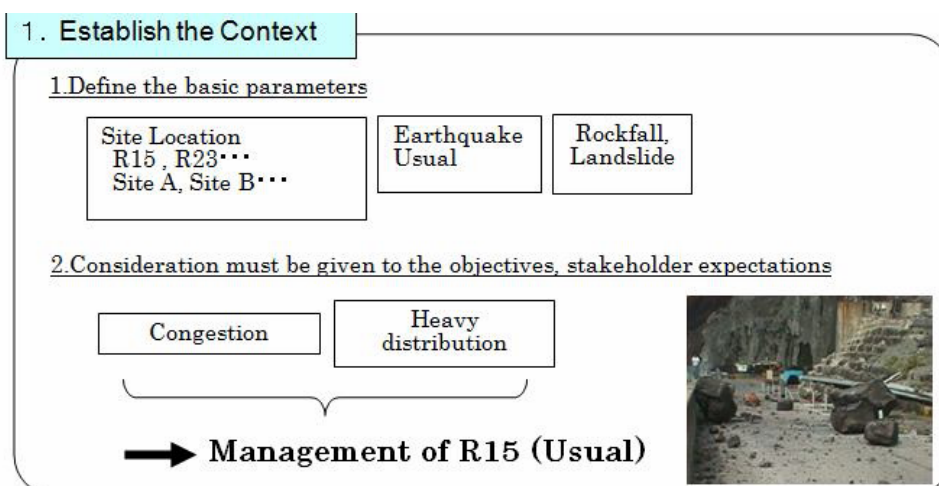 1. Establish the Context
1.Define the basic parameters
Site Location
R15 , R23･･･
Site A, Site B･･･
Earthquake
Usual
Rockfall,
Landslide
2.Consideration must be given to the objectives, stakeholder expectations
Congestion
Heavy
distribution
Management of R15 (Usual)